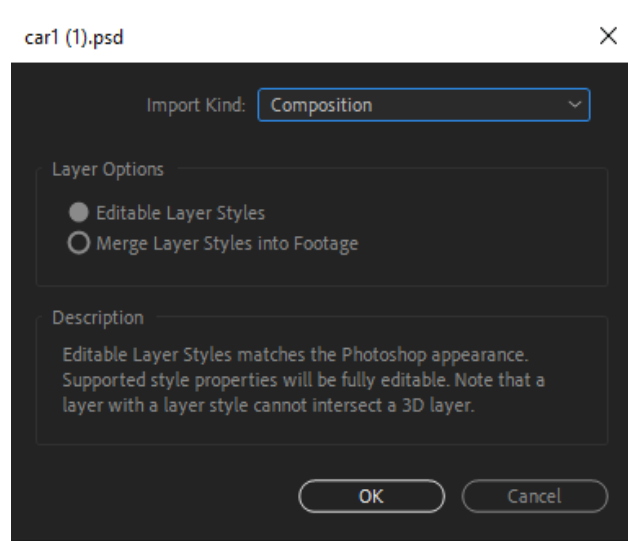 car1 (1).psd
Import Kind: Composition
Layer Options
Editable Layer Styles
Merge Layer Styles into Footage
Description
Editable Layer Styles matches the Photoshop appearance.
Supported style properties will be fully editable. Note that a
layer with a layer style cannot intersect a 3D layer.
OK Cancel